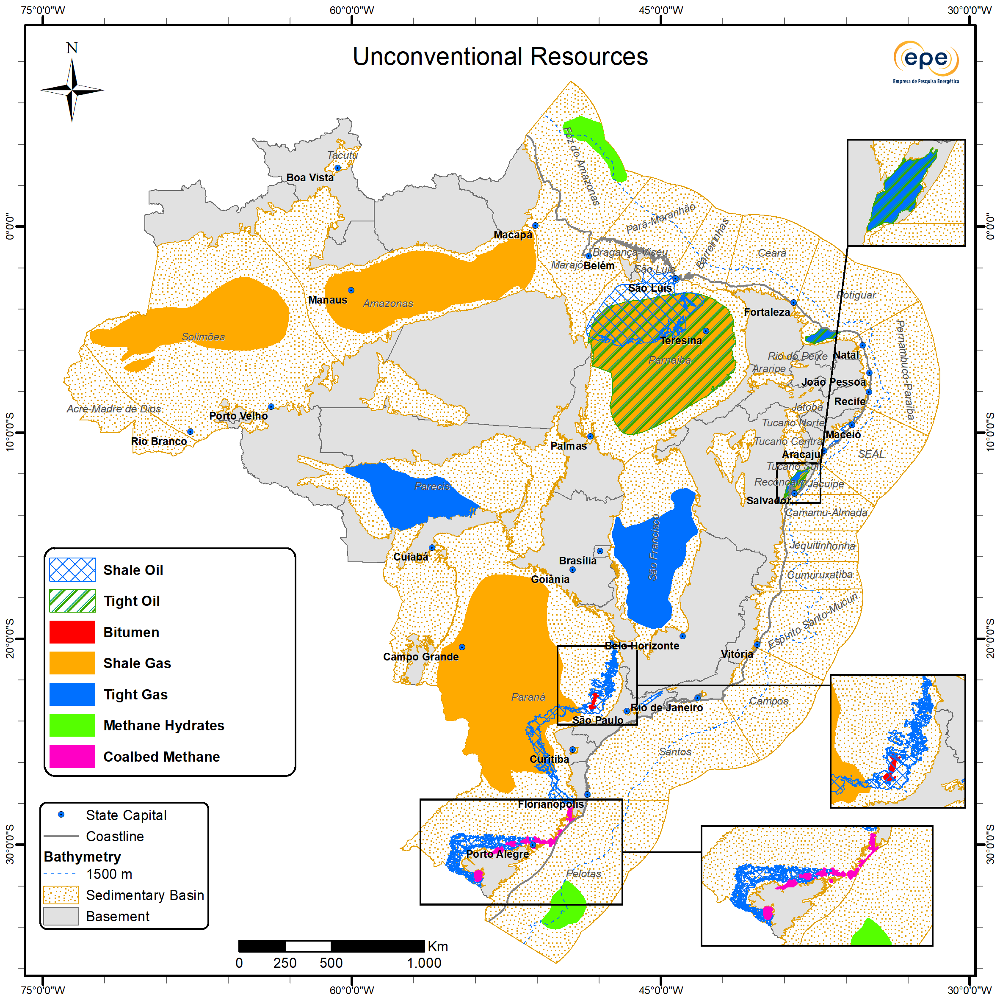 75°0'0"W
60°0'0"W
45°0'0"W
30°0'0"W
N
Unconventional Resources
epe
Empresa de Pesquisa Energética
0°0'0"
10°0'0"S
20°0'0"S
30°0'0"S
0°0'0"
10°0'0"S
20°0'0"S
30°0'0"S
Tacutu
Boa Vista
Foz do Amazonas
Pará-Maranhão
Barreirinhas
Ceará
Macapá
Bragança-Viseu
Marajó
Belém
São Luís
São Luís
Manaus
Amazonas
Potiguar
Fortaleza
Solimões
Teresina
Parnaíba
Rio do Peixe
Natal
Araripe
João Pessoa
Pernambuco-Paraíba
Recife
Jatobá
Acre-Madre de Dios
Porto Velho
Tucano Norte
Maceió
Rio Branco
Palmas
Tucano Central
Aracaju
SEAL
Tucano Sul
Parecis
Recôncavo
Jacuípe
Salvador
Camamu-Almada
São Francisco
Jequitinhonha
Cuiabá
Brasília
Goiânia
Cumuruxatiba
Espírito Santo-Mucuri
Belo Horizonte
Vitória
Campo Grande
Paraná
Rio de Janeiro
Campos
São Paulo
Santos
Curitiba
Florianópolis
Porto Alegre
Pelotas
Shale Oil
Tight Oil
Bitumen
Shale Gas
Tight Gas
Methane Hydrates
Coalbed Methane
State Capital
Coastline
Bathymetry
1500 m
Sedimentary Basin
Basement
Km
0 250 500 1.000
75°0'0"W
60°0'0"W
45°0'0"W
30°0'0"W